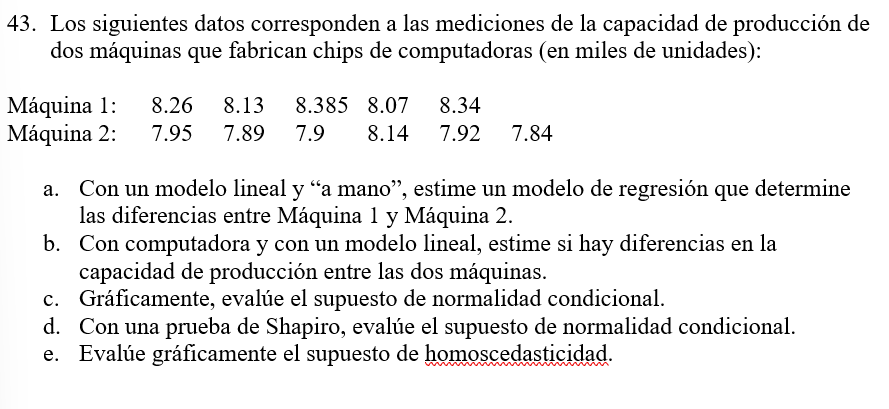 43. Los siguientes datos corresponden a las mediciones de la capacidad de producción de
dos máquinas que fabrican chips de computadoras (en miles de unidades):
Máquina 1: 8.26 8.13 8.385 8.07 8.34
Máquina 2: 7.95 7.89 7.9 8.14 7.92 7.84
a. Con un modelo lineal y “a mano”, estime un modelo de regresión que determine
las diferencias entre Máquina 1 y Máquina 2.
b. Con computadora y con un modelo lineal, estime si hay diferencias en la
capacidad de producción entre las dos máquinas.
c. Gráficamente, evalúe el supuesto de normalidad condicional.
d. Con una prueba de Shapiro, evalúe el supuesto de normalidad condicional.
e. Evalúe gráficamente el supuesto de homoscedasticidad.